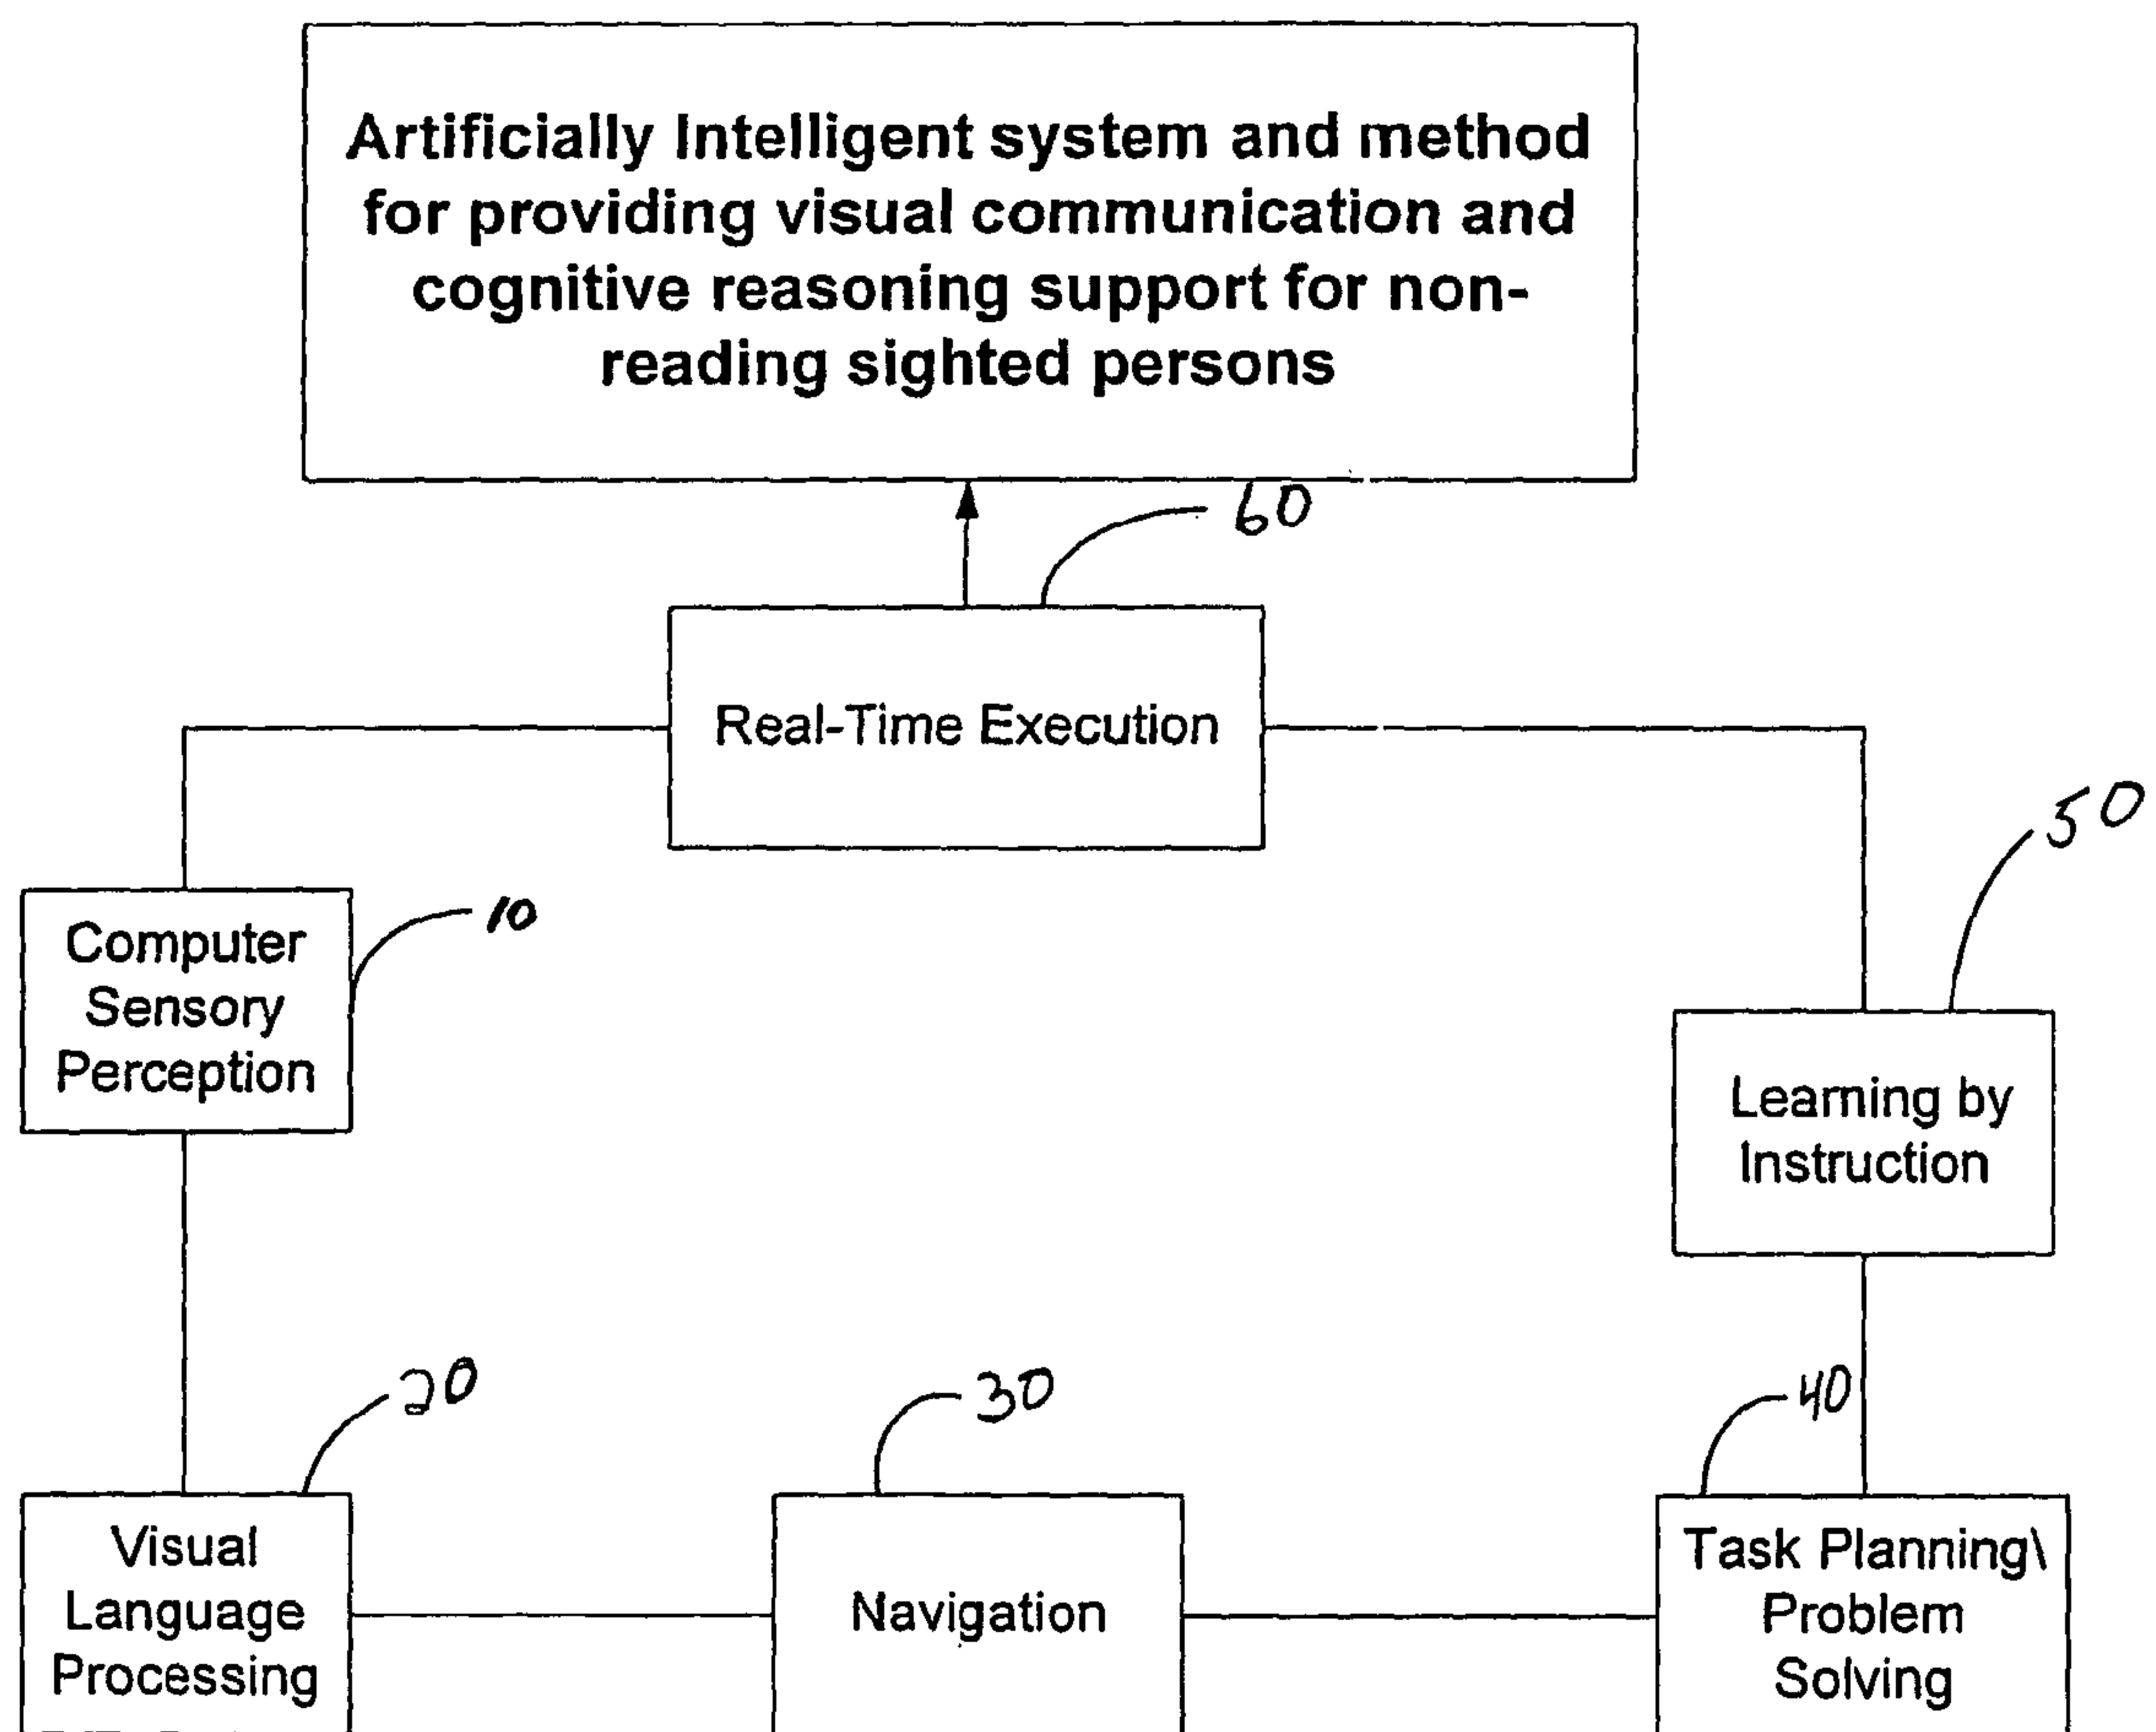 Artificially Intelligent system and method
for providing visual communication and
cognitive reasoning support for non-
reading sighted persons
60
Real-Time Execution
50
10
Computer
Sensory
Perception
Learning by
Instruction
20
30
40
Visual
Language
Processing
Navigation
Task Planning\
Problem
Solving